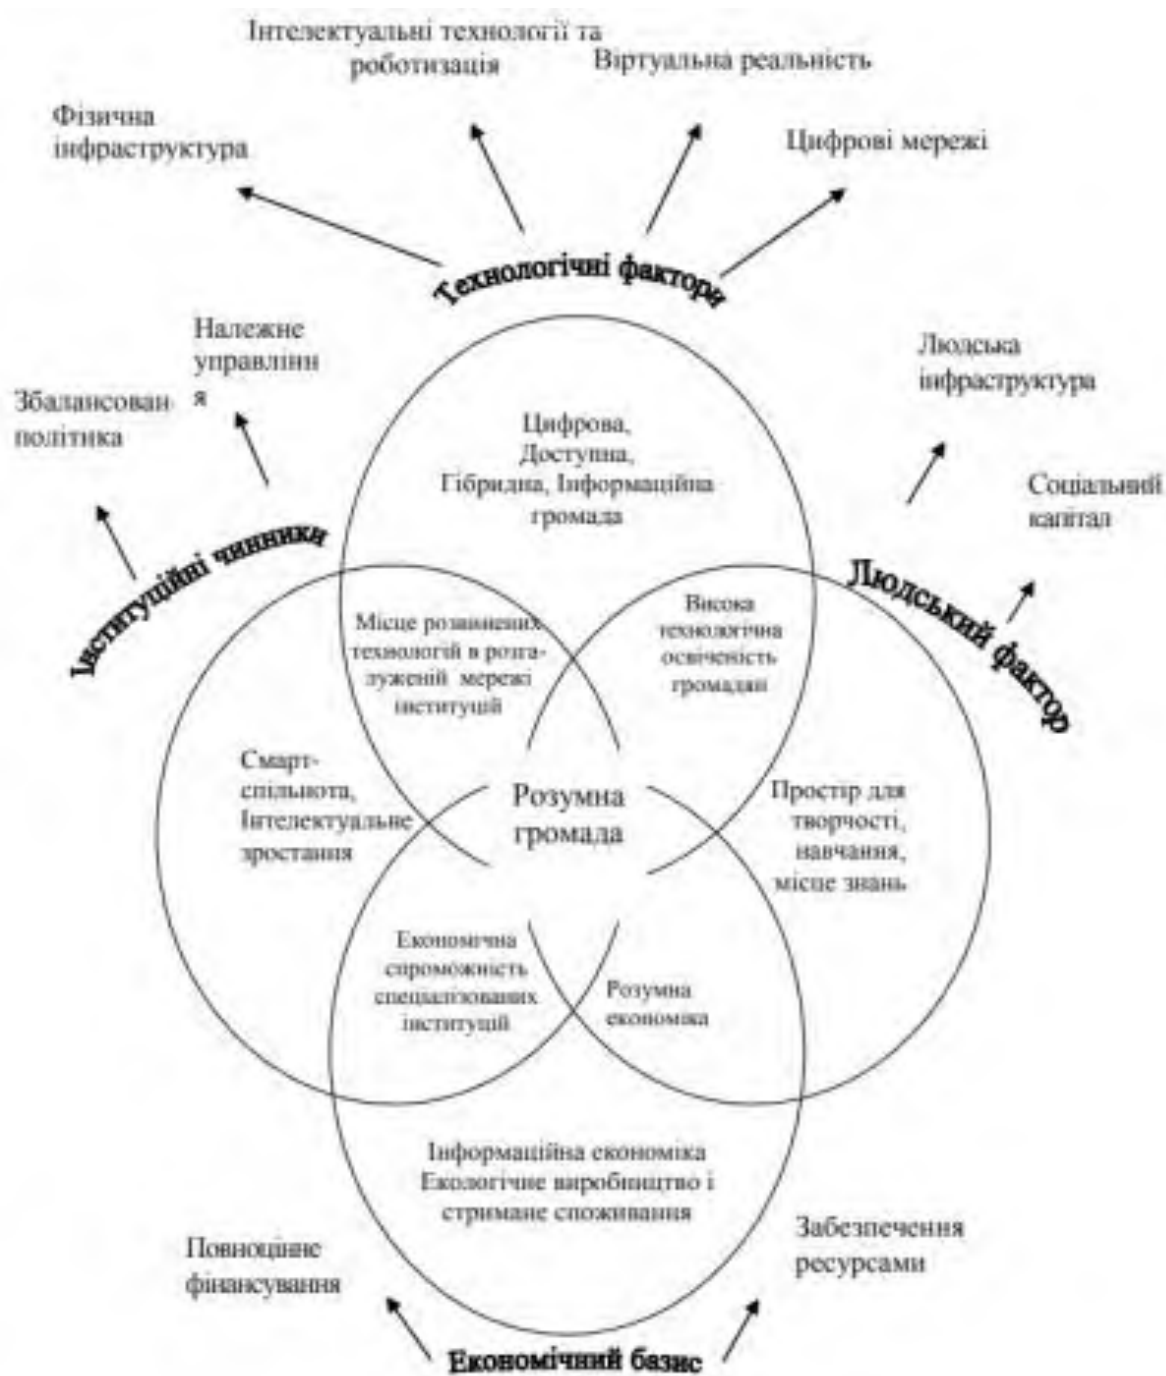 Інтелектуальні технології та
роботизація
Віртуальна реальність
Фізична
інфраструктура
Цифрові мережі
Технологічні фактори
Належне
управлінн
я
Збалансован
політика
Людська
інфраструктура
Соціальний
капітал
Інституційні чинники
Людський фактор
Цифрова,
Доступна,
Гібридна, Інформаційна
громада
Місце розвинених
технологій в розга-
луженій мережі
інституцій
Висока
технологічна
освіченість
громадян
Смарт-
спільнота,
Інтелектуальне
зростання
Розумна
громада
Простір для
творчості,
навчання,
місце знань
Економічна
спроможність
спеціалізованих
інституцій
Розумна
економіка
Інформаційна економіка
Екологічне виробництво і
стримане споживання
Повноцінне
фінансування
Забезпечення
ресурсами
Економічний базис